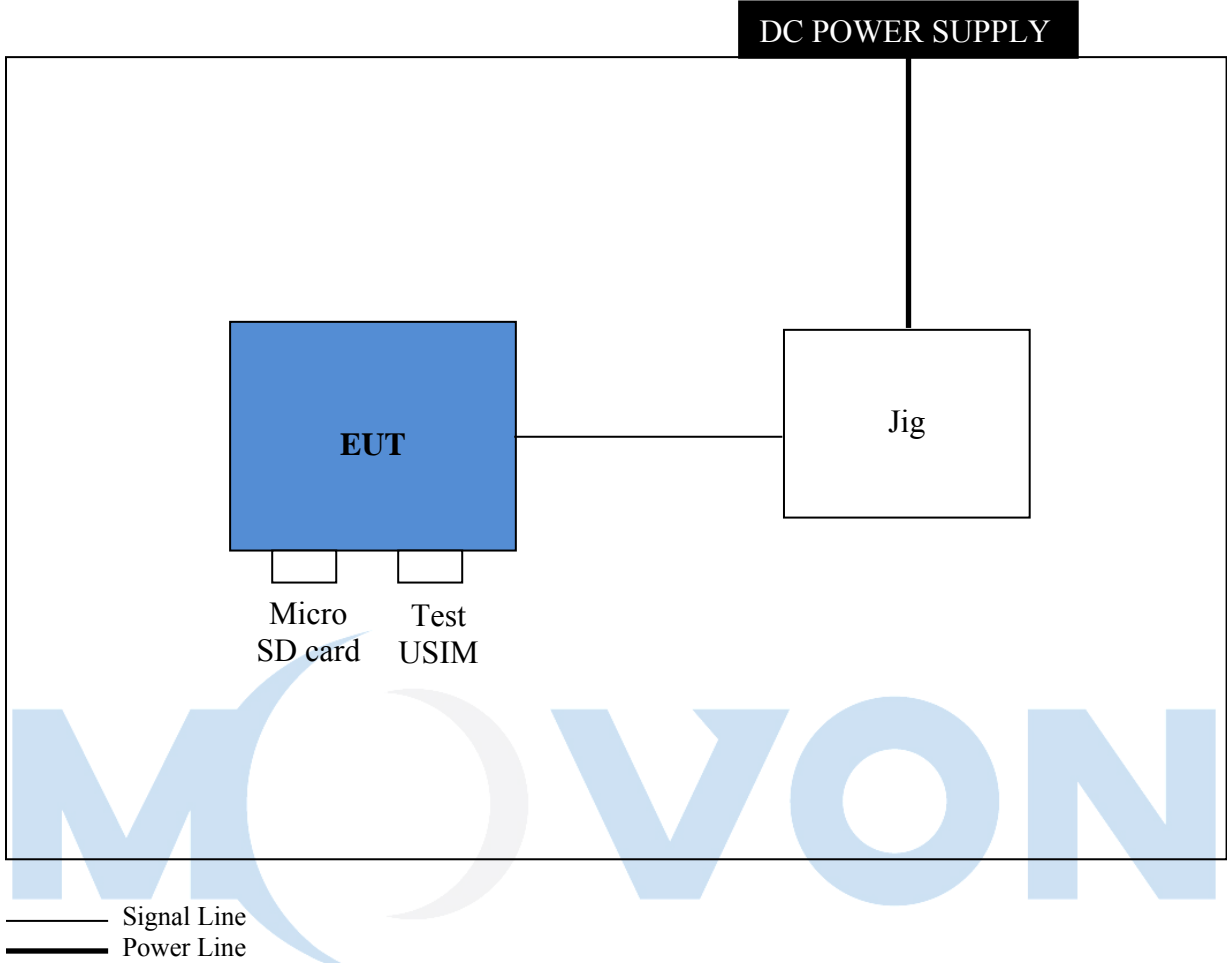 DC POWER SUPPLY
EUT
Jig
Micro
SD card
Test
USIM
MOVON
Signal Line
Power Line